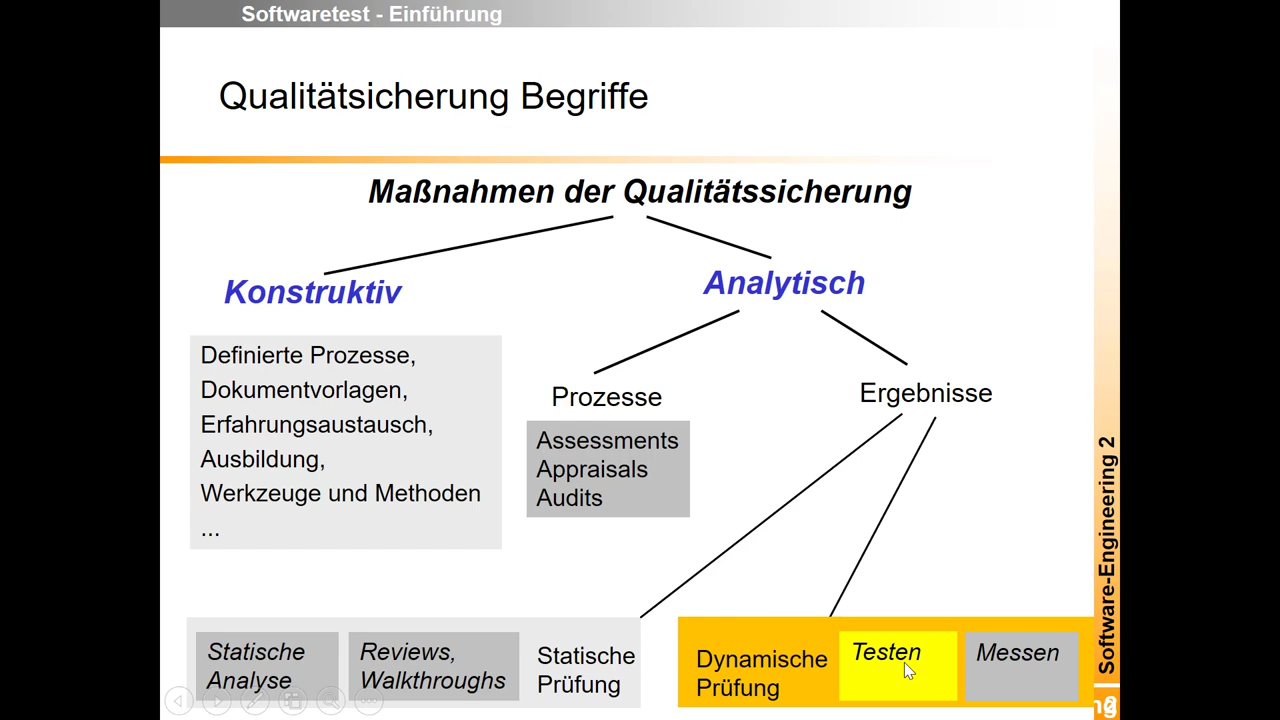 Softwaretest - Einführung
Qualitätsicherung Begriffe
Maßnahmen der Qualitätssicherung
Konstruktiv
Analytisch
Definierte Prozesse,
Dokumentvorlagen,
Erfahrungsaustausch,
Ausbildung,
Werkzeuge und Methoden
...
Prozesse
Assessments
Appraisals
Audits
Ergebnisse
Statische
Analyse
Reviews,
Walkthroughs
Statische
Prüfung
Dynamische
Prüfung
Testen
Messen
Software-Engineering 2